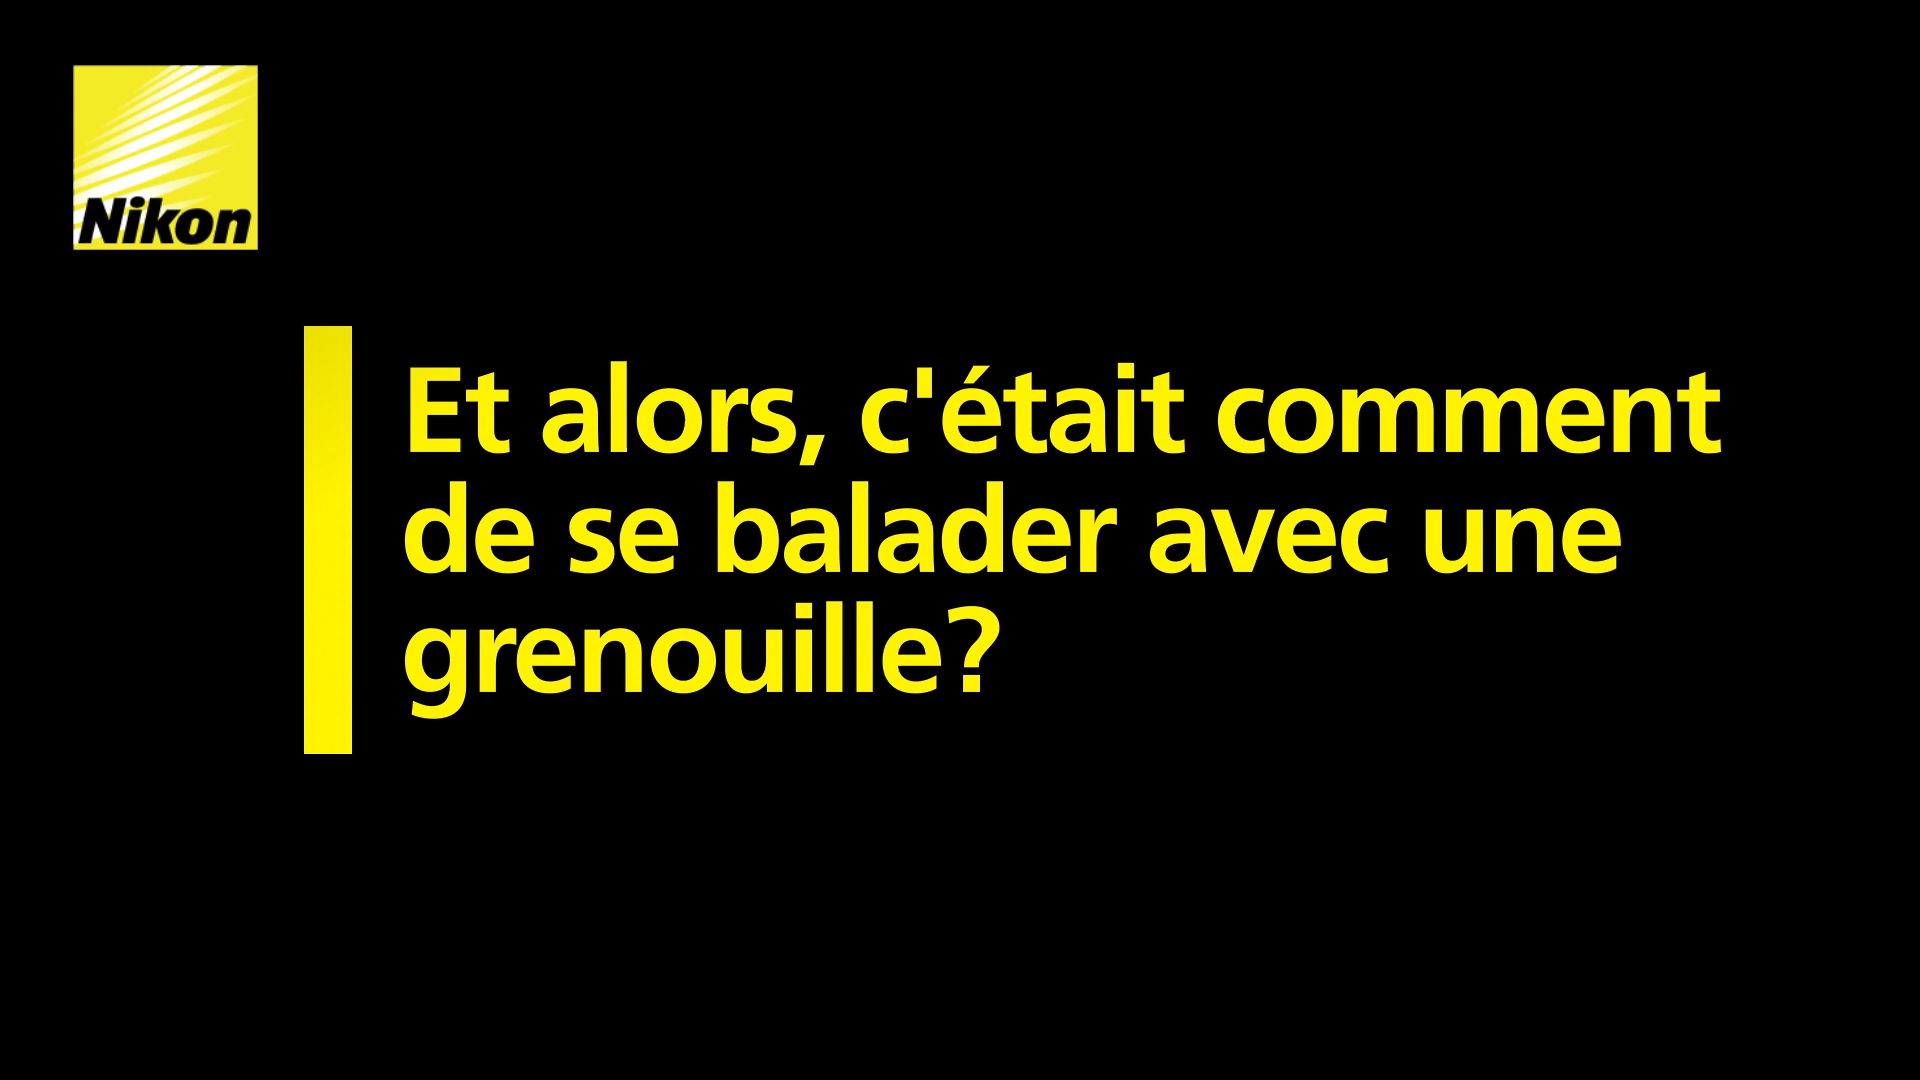 Nikon
Et alors, c'était comment
de se balader avec une
grenouille?